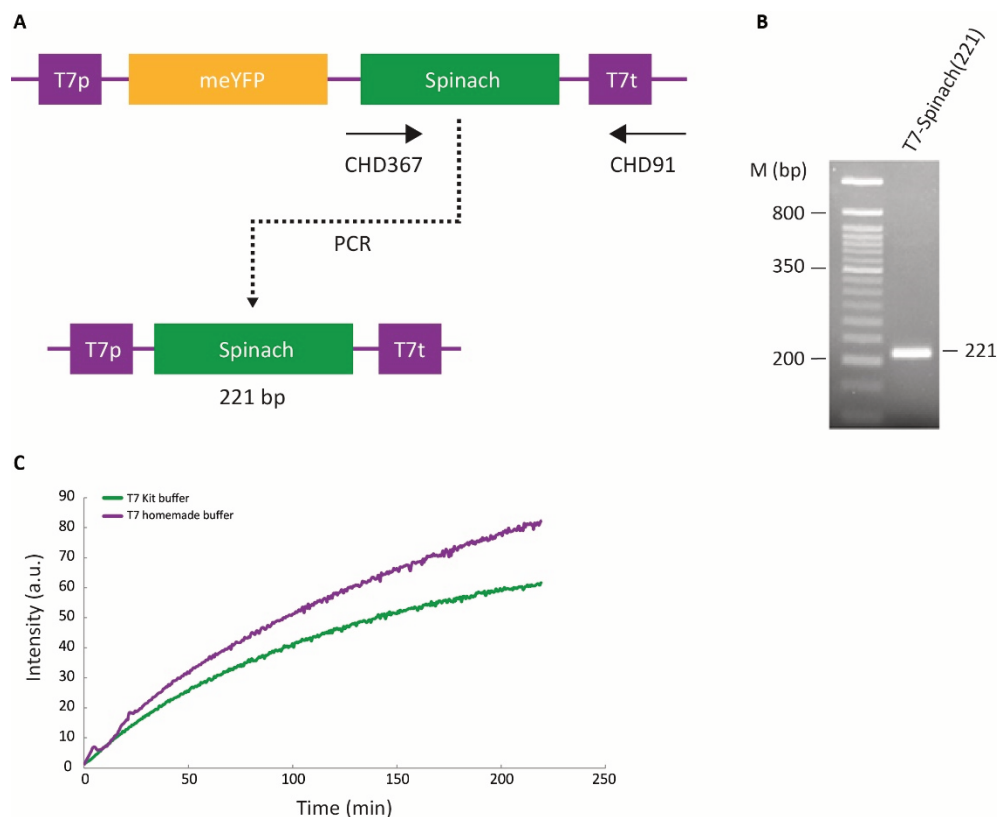 A
T7p meYFP Spinach T7t
CHD367 CHD91
PCR
T7p Spinach T7t
221 bp
B
T7-Spinach(221)
M (bp)
800
350
200
221
C
T7 Kit buffer
T7 homemade buffer
90
80
70
60
50
40
30
20
10
0
Intensity (a.u.)
0 50 100 150 200 250
Time (min)